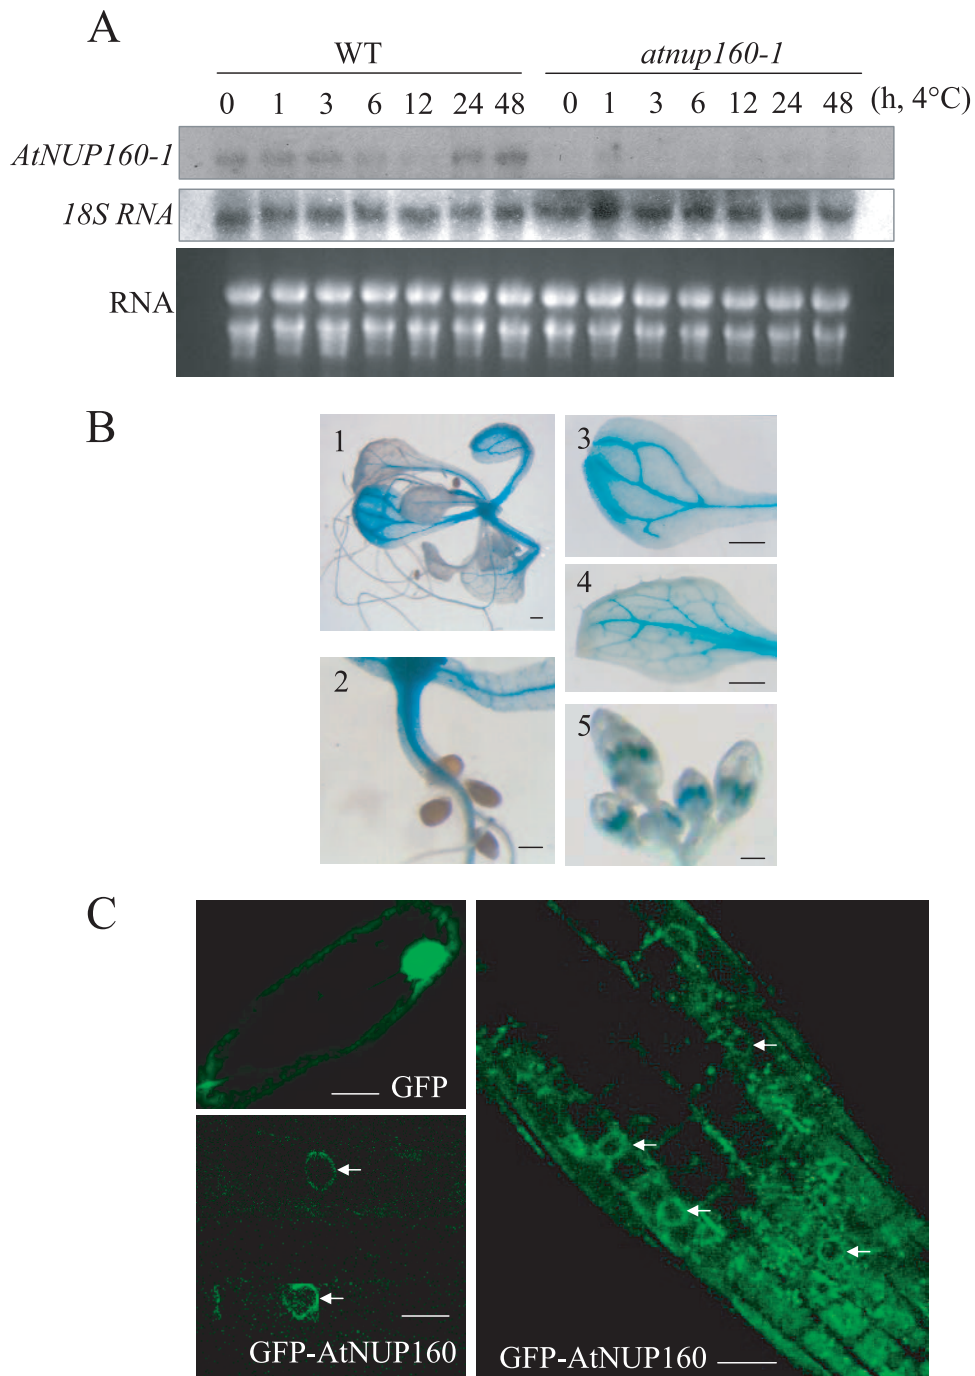 A
WT atnup160-1
0 1 3 6 12 24 48 0 1 3 6 12 24 48 (h, 4°C)
AtNUP160-1
18S RNA
RNA
B
1
3
4
2
5
C
GFP
GFP-AtNUP160
GFP-AtNUP160